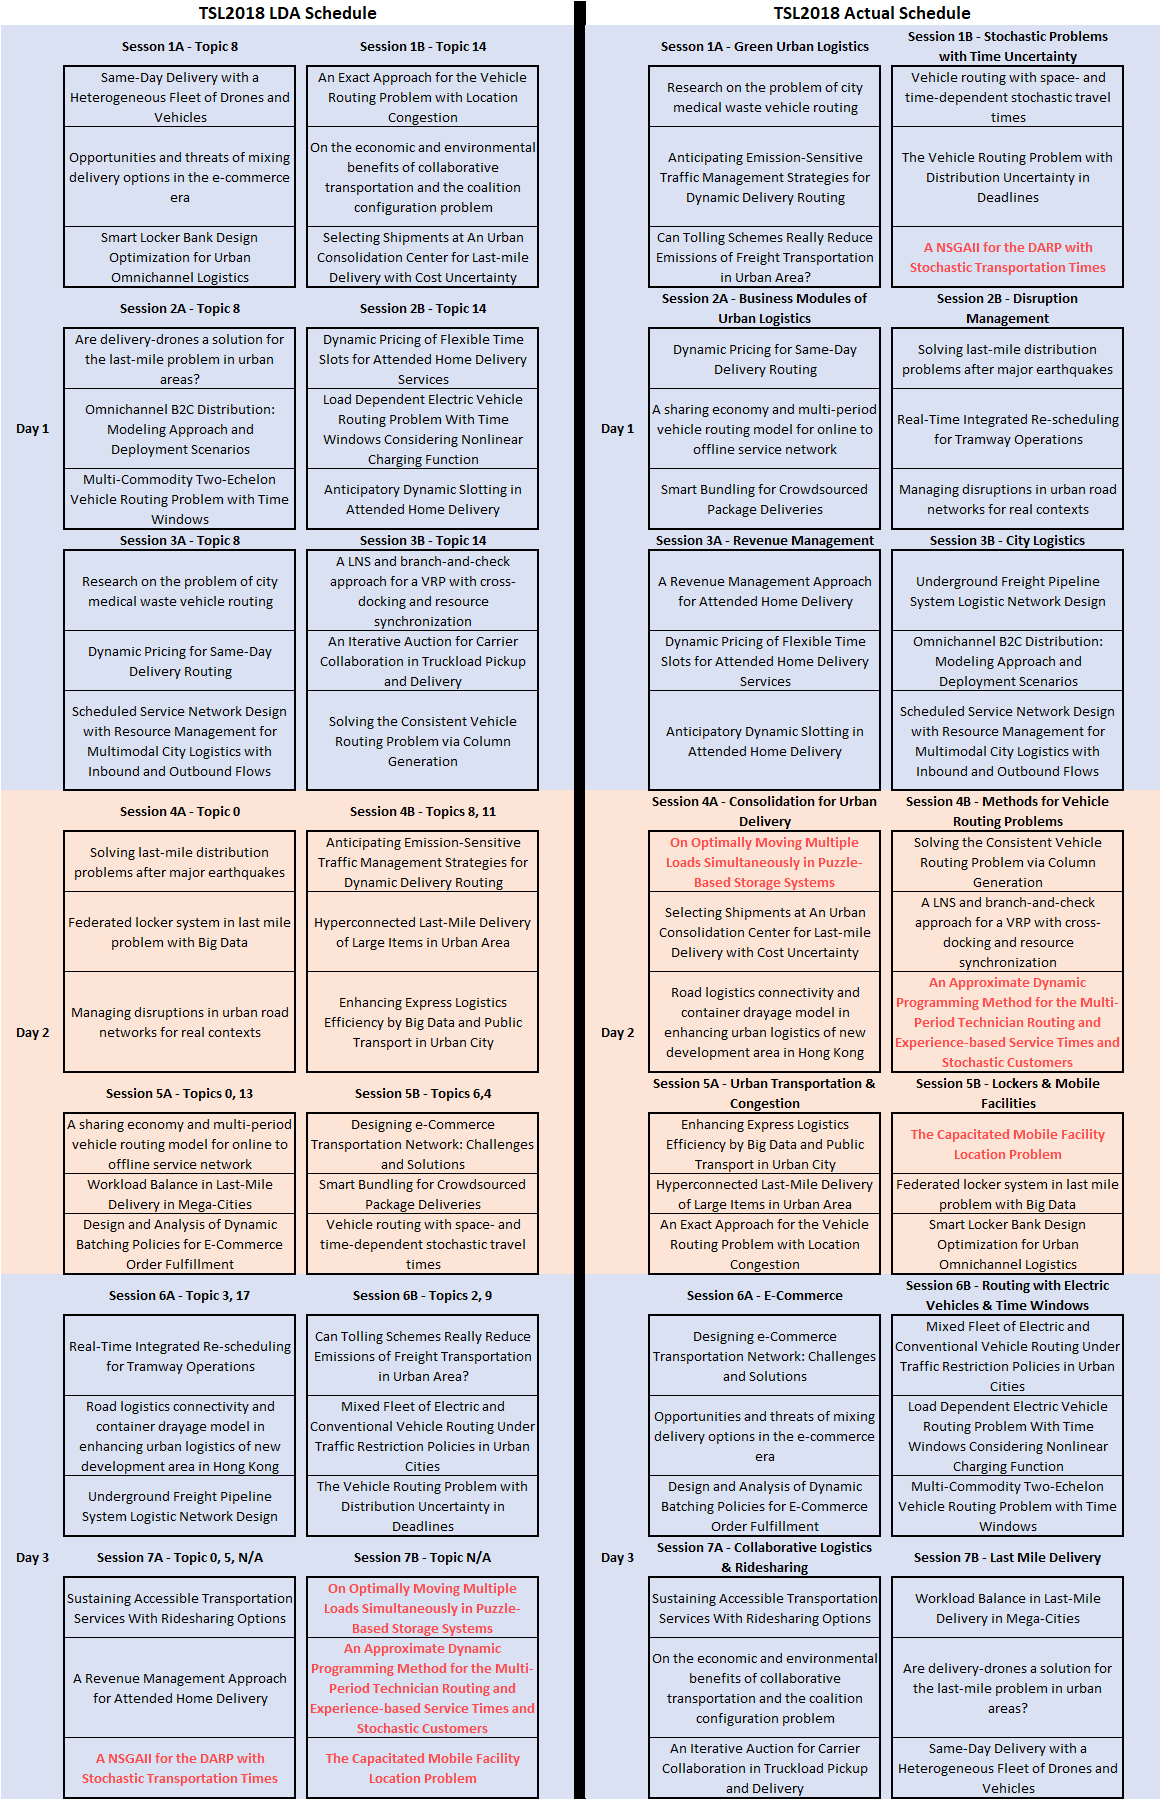 TSL2018 LDA Schedule
Sesson 1A - Topic 8
Same-Day Delivery with a
Heterogeneous Fleet of Drones and
Vehicles
Opportunities and threats of mixing
delivery options in the e-commerce
era
Smart Locker Bank Design
Optimization for Urban
Omnichannel Logistics
Session 1B - Topic 14
An Exact Approach for the Vehicle
Routing Problem with Location
Congestion
On the economic and environmental
benefits of collaborative
transportation and the coalition
configuration problem
Selecting Shipments at An Urban
Consolidation Center for Last-mile
Delivery with Cost Uncertainty
Day 1
Session 2A - Topic 8
Are delivery-drones a solution for
the last-mile problem in urban
areas?
Omnichannel B2C Distribution:
Modeling Approach and
Deployment Scenarios
Multi-Commodity Two-Echelon
Vehicle Routing Problem with Time
Windows
Session 2B - Topic 14
Dynamic Pricing of Flexible Time
Slots for Attended Home Delivery
Services
Load Dependent Electric Vehicle
Routing Problem With Time
Windows Considering Nonlinear
Charging Function
Anticipatory Dynamic Slotting in
Attended Home Delivery
Session 3A - Topic 8
Research on the problem of city
medical waste vehicle routing
Dynamic Pricing for Same-Day
Delivery Routing
Scheduled Service Network Design
with Resource Management for
Multimodal City Logistics with
Inbound and Outbound Flows
Session 3B - Topic 14
A LNS and branch-and-check
approach for a VRP with cross-
docking and resource
synchronization
An Iterative Auction for Carrier
Collaboration in Truckload Pickup
and Delivery
Solving the Consistent Vehicle
Routing Problem via Column
Generation
Day 2
Session 4A - Topic 0
Solving last-mile distribution
problems after major earthquakes
Federated locker system in last mile
problem with Big Data
Managing disruptions in urban road
networks for real contexts
Session 4B - Topics 8, 11
Anticipating Emission-Sensitive
Traffic Management Strategies for
Dynamic Delivery Routing
Hyperconnected Last-Mile Delivery
of Large Items in Urban Area
Enhancing Express Logistics
Efficiency by Big Data and Public
Transport in Urban City
Session 5A - Topics 0, 13
A sharing economy and multi-period
vehicle routing model for online to
offline service network
Workload Balance in Last-Mile
Delivery in Mega-Cities
Design and Analysis of Dynamic
Batching Policies for E-Commerce
Order Fulfillment
Session 5B - Topics 6,4
Designing e-Commerce
Transportation Network: Challenges
and Solutions
Smart Bundling for Crowdsourced
Package Deliveries
Vehicle routing with space- and
time-dependent stochastic travel
times
Day 3
Session 6A - Topic 3, 17
Real-Time Integrated Re-scheduling
for Tramway Operations
Road logistics connectivity and
container drayage model in
enhancing urban logistics of new
development area in Hong Kong
Underground Freight Pipeline
System Logistic Network Design
Session 6B - Topics 2, 9
Can Tolling Schemes Really Reduce
Emissions of Freight Transportation
in Urban Area?
Mixed Fleet of Electric and
Conventional Vehicle Routing Under
Traffic Restriction Policies in Urban
Cities
The Vehicle Routing Problem with
Distribution Uncertainty in
Deadlines
Session 7A - Topic 0, 5, N/A
Sustaining Accessible Transportation
Services With Ridesharing Options
A Revenue Management Approach
for Attended Home Delivery
A NSGAII for the DARP with
Stochastic Transportation Times
Session 7B - Topic N/A
On Optimally Moving Multiple
Loads Simultaneously in Puzzle-
Based Storage Systems
An Approximate Dynamic
Programming Method for the Multi-
Period Technician Routing and
Experience-based Service Times and
Stochastic Customers
The Capacitated Mobile Facility
Location Problem
TSL2018 Actual Schedule
Session 1A - Green Urban Logistics
Research on the problem of city
medical waste vehicle routing
Anticipating Emission-Sensitive
Traffic Management Strategies for
Dynamic Delivery Routing
Can Tolling Schemes Really Reduce
Emissions of Freight Transportation
in Urban Area?
Session 1B - Stochastic Problems
with Time Uncertainty
Vehicle routing with space- and
time-dependent stochastic travel
times
The Vehicle Routing Problem with
Distribution Uncertainty in
Deadlines
A NSGAII for the DARP with
Stochastic Transportation Times
Day 1
Session 2A - Business Modules of
Urban Logistics
Dynamic Pricing for Same-Day
Delivery Routing
A sharing economy and multi-period
vehicle routing model for online to
offline service network
Smart Bundling for Crowdsourced
Package Deliveries
Session 2B - Disruption
Management
Solving last-mile distribution
problems after major earthquakes
Real-Time Integrated Re-scheduling
for Tramway Operations
Managing disruptions in urban road
networks for real contexts
Session 3A - Revenue Management
A Revenue Management Approach
for Attended Home Delivery
Dynamic Pricing of Flexible Time
Slots for Attended Home Delivery
Services
Anticipatory Dynamic Slotting in
Attended Home Delivery
Session 3B - City Logistics
Underground Freight Pipeline
System Logistic Network Design
Omnichannel B2C Distribution:
Modeling Approach and
Deployment Scenarios
Scheduled Service Network Design
with Resource Management for
Multimodal City Logistics with
Inbound and Outbound Flows
Day 2
Session 4A - Consolidation for Urban
Delivery
On Optimally Moving Multiple
Loads Simultaneously in Puzzle-
Based Storage Systems
Selecting Shipments at An Urban
Consolidation Center for Last-mile
Delivery with Cost Uncertainty
Road logistics connectivity and
container drayage model in
enhancing urban logistics of new
development area in Hong Kong
Session 4B - Methods for Vehicle
Routing Problems
Solving the Consistent Vehicle
Routing Problem via Column
Generation
A LNS and branch-and-check
approach for a VRP with cross-
docking and resource
synchronization
An Approximate Dynamic
Programming Method for the Multi-
Period Technician Routing and
Experience-based Service Times and
Stochastic Customers
Session 5A - Urban Transportation &
Congestion
Enhancing Express Logistics
Efficiency by Big Data and Public
Transport in Urban City
Hyperconnected Last-Mile Delivery
of Large Items in Urban Area
An Exact Approach for the Vehicle
Routing Problem with Location
Congestion
Session 5B - Lockers & Mobile
Facilities
The Capacitated Mobile Facility
Location Problem
Federated locker system in last mile
problem with Big Data
Smart Locker Bank Design
Optimization for Urban
Omnichannel Logistics
Day 3
Session 6A - E-Commerce
Designing e-Commerce
Transportation Network: Challenges
and Solutions
Opportunities and threats of mixing
delivery options in the e-commerce
era
Design and Analysis of Dynamic
Batching Policies for E-Commerce
Order Fulfillment
Session 6B - Routing with Electric
Vehicles & Time Windows
Mixed Fleet of Electric and
Conventional Vehicle Routing Under
Traffic Restriction Policies in Urban
Cities
Load Dependent Electric Vehicle
Routing Problem With Time
Windows Considering Nonlinear
Charging Function
Multi-Commodity Two-Echelon
Vehicle Routing Problem with Time
Windows
Session 7A - Collaborative Logistics
& Ridesharing
Sustaining Accessible Transportation
Services With Ridesharing Options
On the economic and environmental
benefits of collaborative
transportation and the coalition
configuration problem
An Iterative Auction for Carrier
Collaboration in Truckload Pickup
and Delivery
Session 7B - Last Mile Delivery
Workload Balance in Last-Mile
Delivery in Mega-Cities
Are delivery-drones a solution for
the last-mile problem in urban
areas?
Same-Day Delivery with a
Heterogeneous Fleet of Drones and
Vehicles